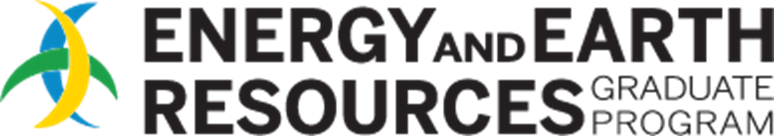 ENERGY AND EARTH
RESOURCES GRADUATE
PROGRAM